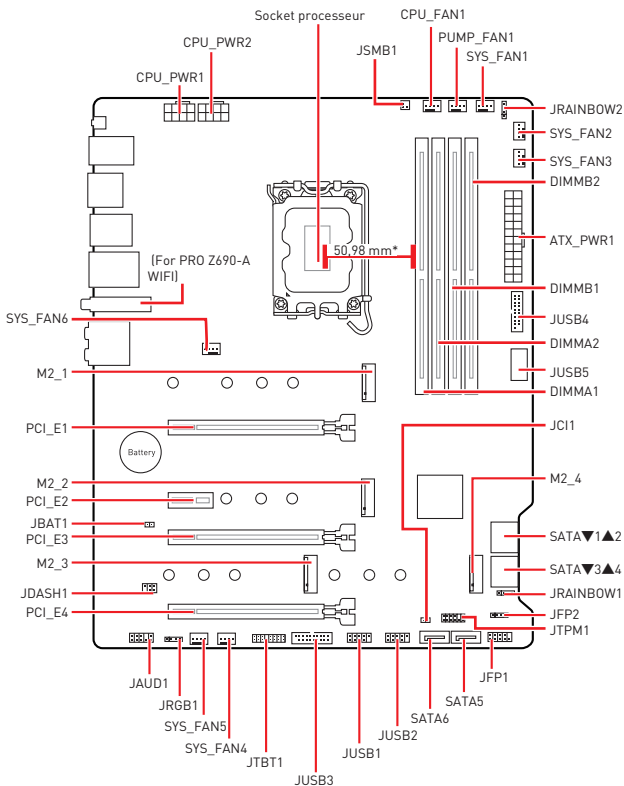 Socket processeur
CPU_FAN1
PUMP_FAN1
CPU_PWR2
JSMB1
SYS_FAN1
CPU_PWR1
JRAINBOW2
SYS_FAN2
SYS_FAN3
DIMMB2
50,98 mm*
ATX_PWR1
(For PRO Z690-A
WIFI)
DIMMB1
SYS_FAN6
JUSB4
DIMMA2
M2_1
JUSB5
DIMMA1
PCI_E1
JCI1
Battery
M2_2
M2_4
PCI_E2
JBAT1
PCI_E3
SATA▼1▲2
M2_3
SATA▼3▲4
JDASH1
JRAINBOW1
PCI_E4
JFP2
JTPM1
JAUD1
JFP1
JRGB1
SATA5
SYS_FAN5
SATA6
SYS_FAN4
JUSB2
JTBT1
JUSB1
JUSB3